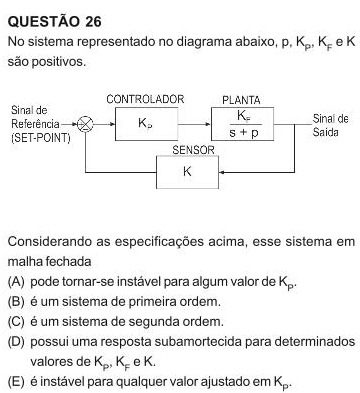 QUESTÃO 26
No sistema representado no diagrama abaixo, p, K_P, K_F e K
são positivos.
CONTROLADOR
PLANTA
Sinal de
Referência
(SET-POINT)
K_P
K_F
s + p
Sinal de
Saída
SENSOR
K
Considerando as especificações acima, esse sistema em
malha fechada
(A) pode tornar-se instável para algum valor de K_P.
(B) é um sistema de primeira ordem.
(C) é um sistema de segunda ordem.
(D) possui uma resposta subamortecida para determinados
valores de K_P, K_F e K.
(E) é instável para qualquer valor ajustado em K_P.